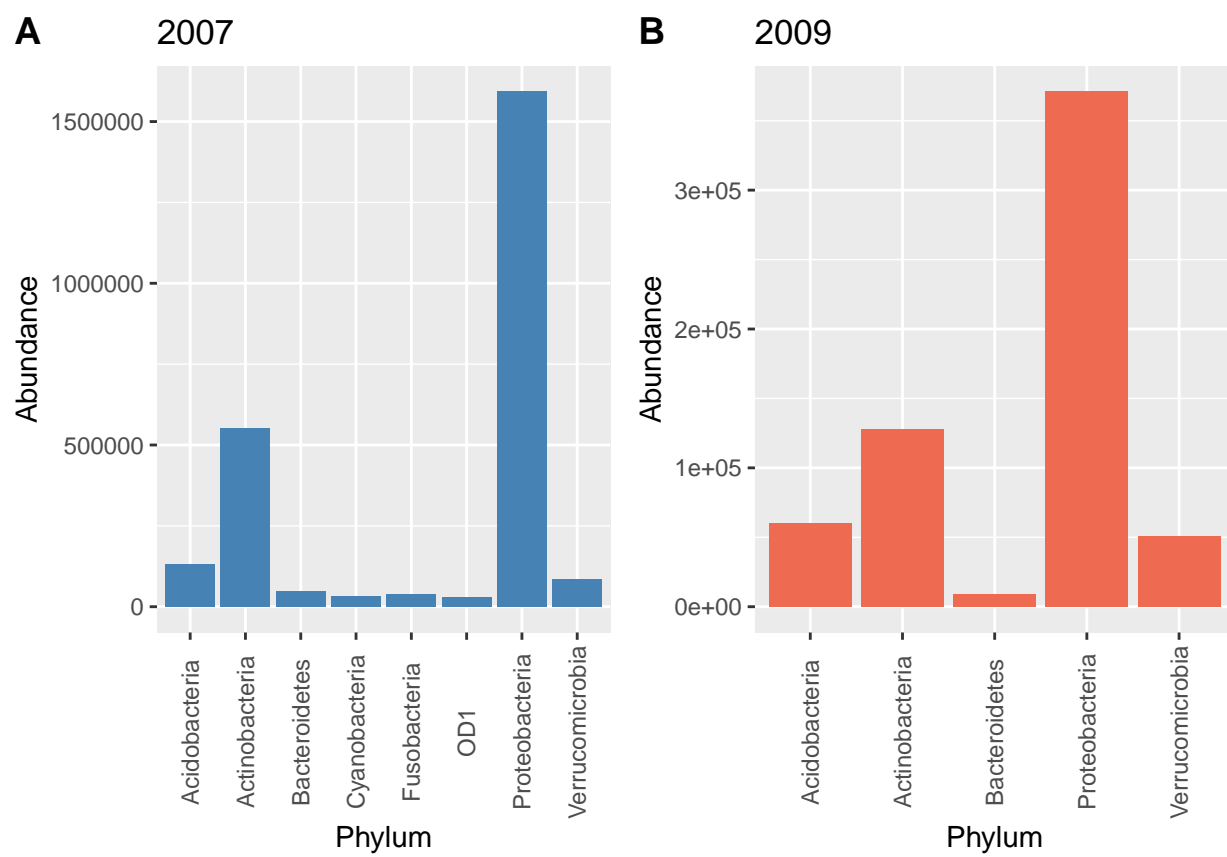 A
2007
Abundance
1500000
1000000
500000
0
Acidobacteria
Actinobacteria
Bacteroidetes
Cyanobacteria
Fusobacteria
OD1
Proteobacteria
Verrucomicrobia
Phylum
B
2009
Abundance
3e+05
2e+05
1e+05
0e+00
Acidobacteria
Actinobacteria
Bacteroidetes
Proteobacteria
Verrucomicrobia
Phylum